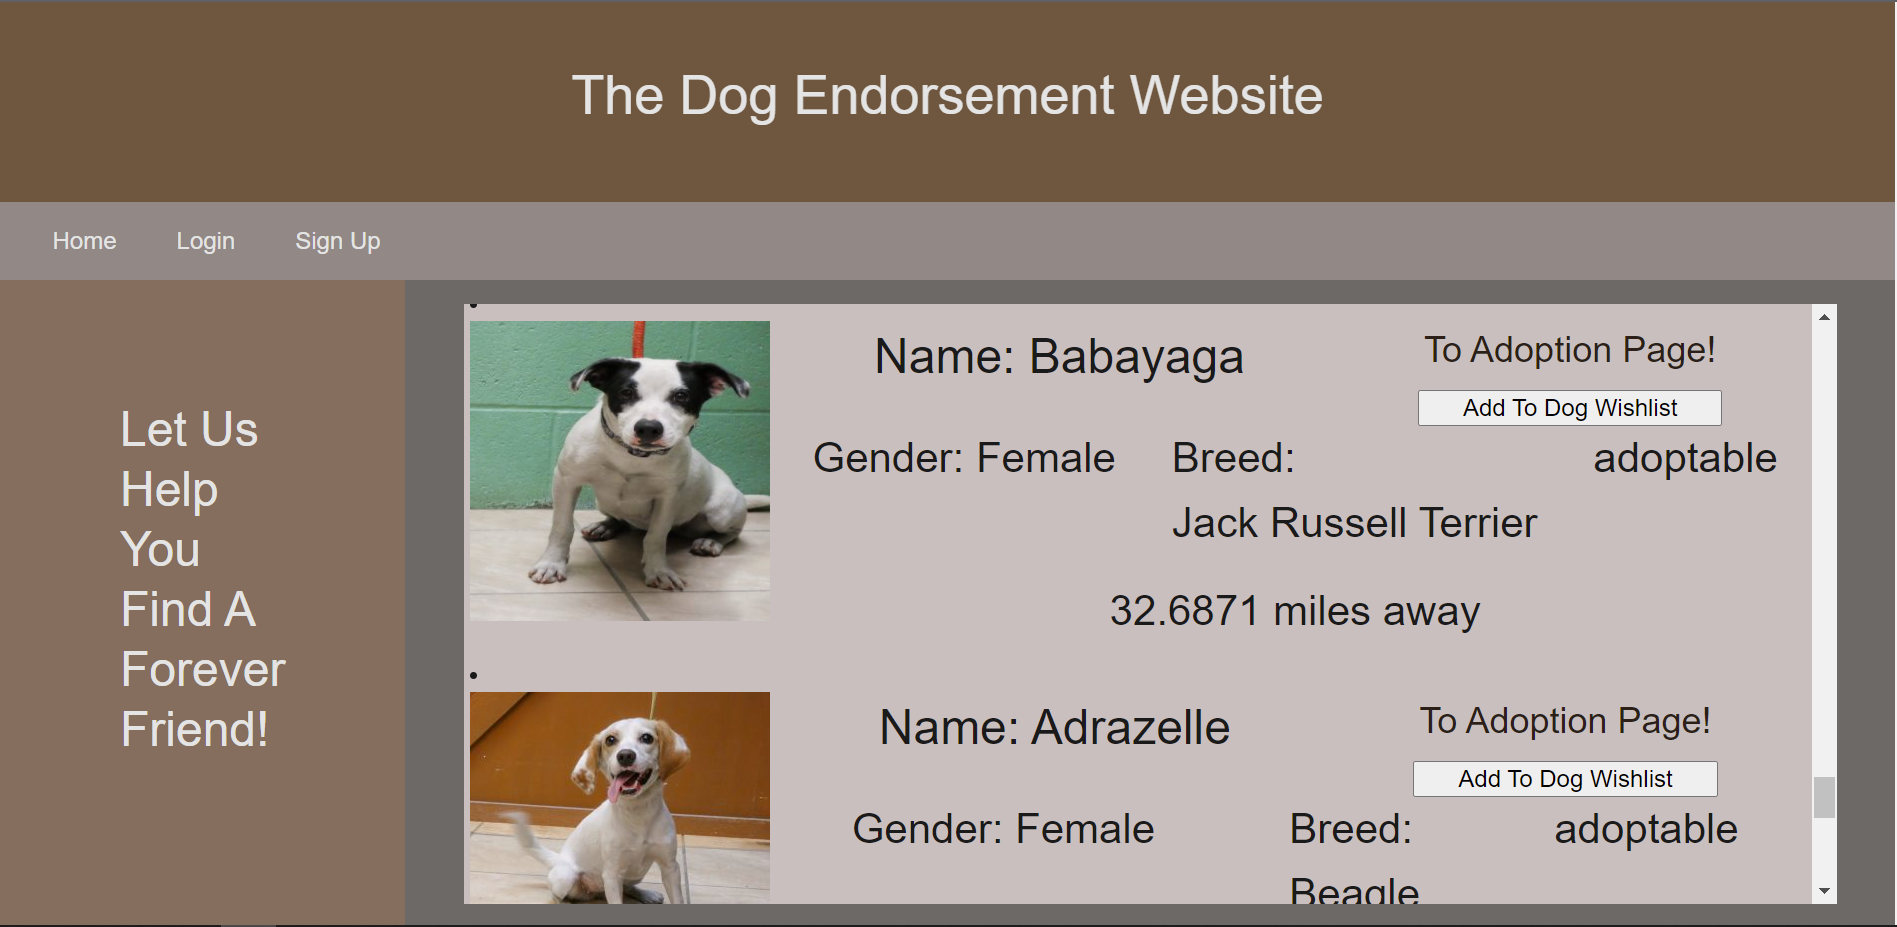 The Dog Endorsement Website
Home Login Sign Up
Let Us
Help
You
Find A
Forever
Friend!
Name: Babayaga
To Adoption Page!
Add To Dog Wishlist
Gender: Female
Breed:
Jack Russell Terrier
adoptable
32.6871 miles away
Name: Adrazelle
To Adoption Page!
Add To Dog Wishlist
Gender: Female
Breed:
Beagle
adoptable